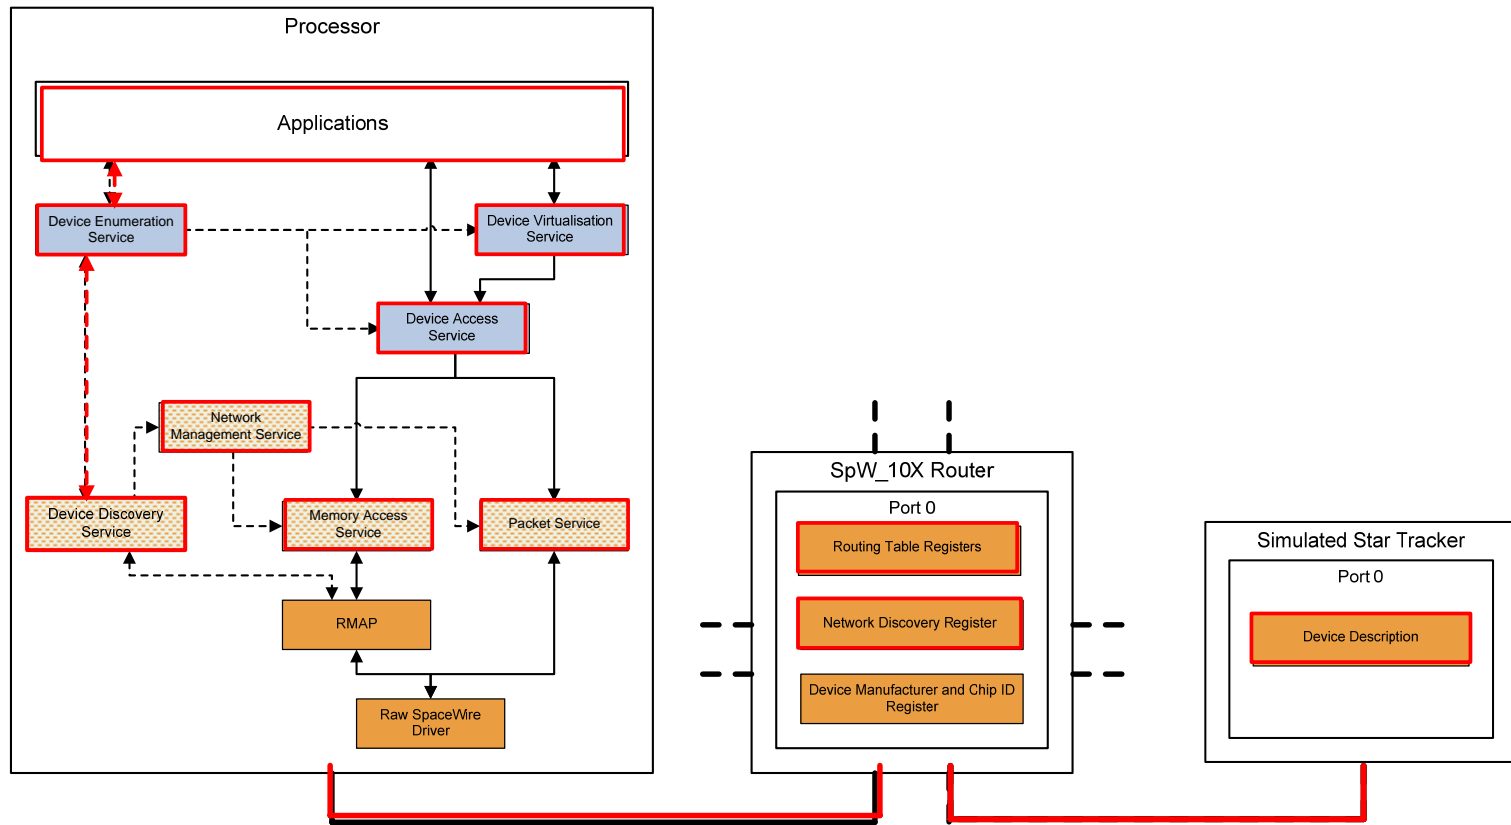 Processor
Applications
Device Enumeration
Service
Device Virtualisation
Service
Device Access
Service
Network
Management Service
Device Discovery
Service
Memory Access
Service
Packet Service
RMAP
Raw SpaceWire
Driver
SpW_10X Router
Port 0
Routing Table Registers
Network Discovery Register
Device Manufacturer and Chip ID
Register
Simulated Star Tracker
Port 0
Device Description